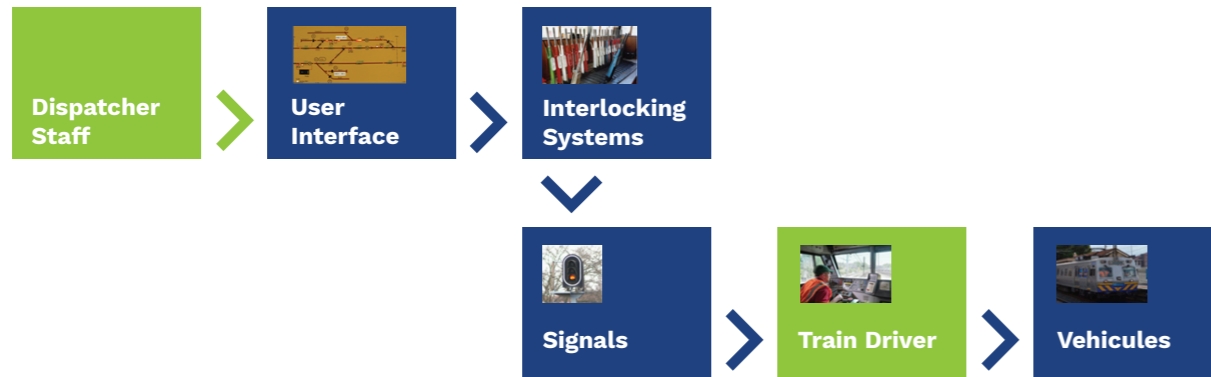 Dispatcher
Staff
User
Interface
Interlocking
Systems
Signals
Train Driver
Vehicules